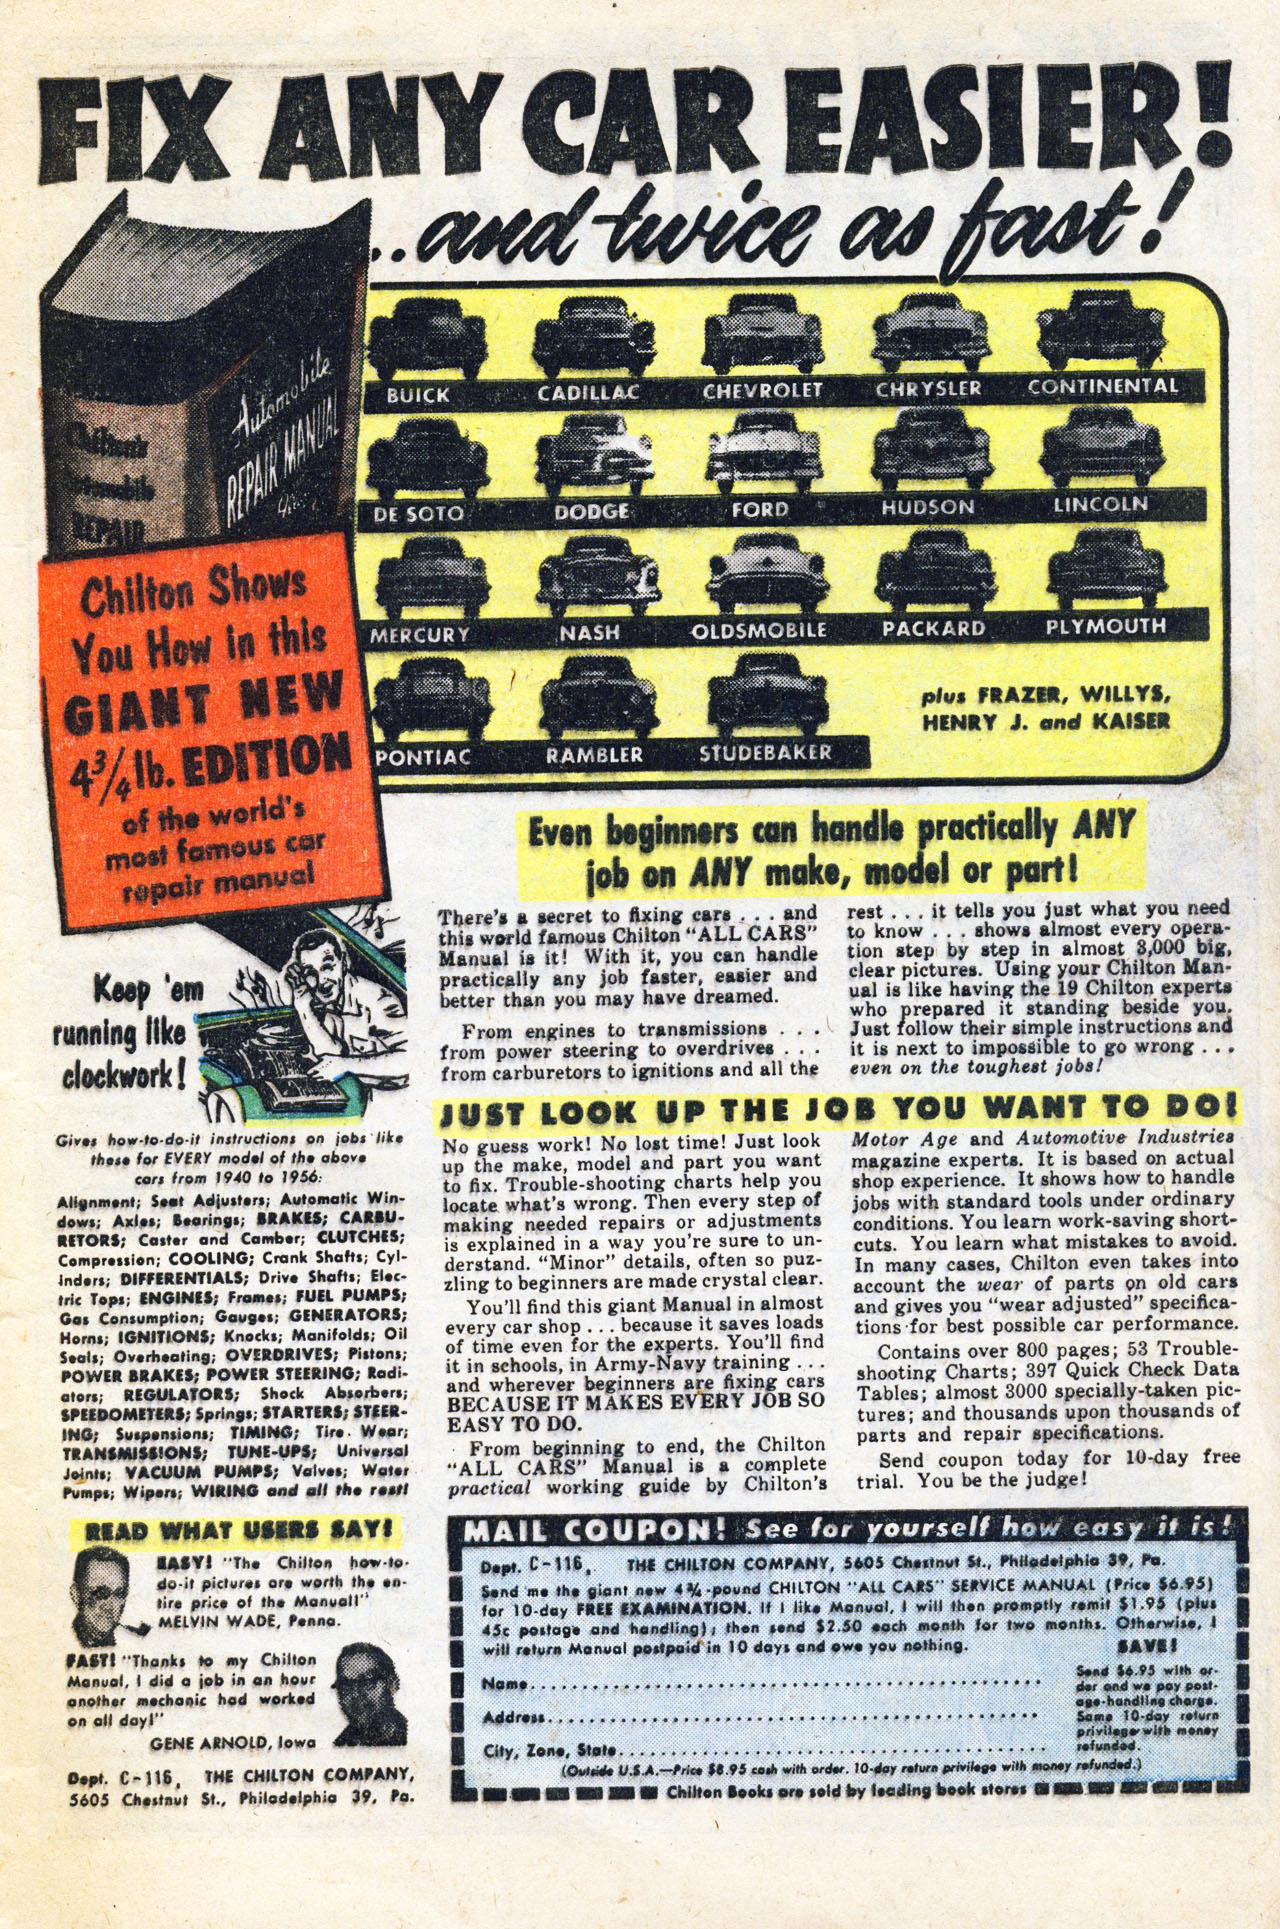 FIX ANY CAR EASIER!
...and twice as fast!
Automobile
REPAIR MANUAL
REPAIR
BUICK
CADILLAC
CHEVROLET
CHRYSLER
CONTINENTAL
DE SOTO
DODGE
FORD
HUDSON
LINCOLN
MERCURY
NASH
OLDSMOBILE
PACKARD
PLYMOUTH
PONTIAC
RAMBLER
STUDEBAKER
plus FRAZER, WILLYS,
HENRY J. and KAISER
Chilton Shows
You How in this
GIANT NEW
4 3/4 lb. EDITION
of the world's
most famous car
repair manual
Keep 'em
running like
clockwork!
Gives how-to-do-it instructions on jobs like
these for EVERY model of the above
cars from 1940 to 1956:
Alignment; Seat Adjusters; Automatic Win-
dows; Axles; Bearings; BRAKES; CARBU-
RETORS; Caster and Camber; CLUTCHES;
Compression; COOLING; Crank Shafts; Cyl-
inders; DIFFERENTIALS; Drive Shafts; Elec-
tric Tops; ENGINES; Frames; FUEL PUMPS;
Gas Consumption; Gauges; GENERATORS;
Horns; IGNITIONS; Knocks; Manifolds; Oil
Seals; Overheating; OVERDRIVES; Pistons;
POWER BRAKES; POWER STEERING; Radi-
ators; REGULATORS; Shock Absorbers;
SPEEDOMETERS; Springs; STARTERS; STEER-
ING; Suspensions; TIMING; Tire Wear;
TRANSMISSIONS; TUNE-UPS; Universal
Joints; VACUUM PUMPS; Valves; Water
Pumps; Wipers; WIRING and all the rest!
READ WHAT USERS SAY!
EASY! "The Chilton how-to-
do-it pictures are worth the en-
tire price of the Manual!"
MELVIN WADE, Penna.
FAST! "Thanks to my Chilton
Manual, I did a job in an hour
another mechanic had worked
on all day!"
GENE ARNOLD, Iowa
Dept. C-116, THE CHILTON COMPANY,
5605 Chestnut St., Philadelphia 39, Pa.
Even beginners can handle practically ANY
job on ANY make, model or part!
There's a secret to fixing cars . . . and
this world famous Chilton "ALL CARS"
Manual is it! With it, you can handle
practically any job faster, easier and
better than you may have dreamed.
From engines to transmissions . . .
from power steering to overdrives . . .
from carburetors to ignitions and all the
rest . . . it tells you just what you need
to know . . . shows almost every opera-
tion step by step in almost 3,000 big,
clear pictures. Using your Chilton Man-
ual is like having the 19 Chilton experts
who prepared it standing beside you.
Just follow their simple instructions and
it is next to impossible to go wrong . . .
even on the toughest jobs!
JUST LOOK UP THE JOB YOU WANT TO DO!
No guess work! No lost time! Just look
up the make, model and part you want
to fix. Trouble-shooting charts help you
locate what's wrong. Then every step of
making needed repairs or adjustments
is explained in a way you're sure to un-
derstand. "Minor" details, often so puz-
zling to beginners are made crystal clear.
You'll find this giant Manual in almost
every car shop . . . because it saves loads
of time even for the experts. You'll find
it in schools, in Army-Navy training . . .
and wherever beginners are fixing cars
BECAUSE IT MAKES EVERY JOB SO
EASY TO DO.
From beginning to end, the Chilton
"ALL CARS" Manual is a complete
practical working guide by Chilton's
Motor Age and Automotive Industries
magazine experts. It is based on actual
shop experience. It shows how to handle
jobs with standard tools under ordinary
conditions. You learn work-saving short-
cuts. You learn what mistakes to avoid.
In many cases, Chilton even takes into
account the wear of parts on old cars
and gives you "wear adjusted" specifica-
tions for best possible car performance.
Contains over 800 pages; 53 Trouble-
shooting Charts; 397 Quick Check Data
Tables; almost 3000 specially-taken pic-
tures; and thousands upon thousands of
parts and repair specifications.
Send coupon today for 10-day free
trial. You be the judge!
MAIL COUPON! See for yourself how easy it is!
Dept. C-116, THE CHILTON COMPANY, 5605 Chestnut St., Philadelphia 39, Pa.
Send me the giant new 4¾-pound CHILTON "ALL CARS" SERVICE MANUAL (Price $6.95)
for 10-day FREE EXAMINATION. If I like Manual, I will then promptly remit $1.95 (plus
45c postage and handling); then send $2.50 each month for two months. Otherwise, I
will return Manual postpaid in 10 days and owe you nothing.
SAVE!
Send $6.95 with or-
der and we pay post-
age-handling charge.
Same 10-day return
privilege with money
refunded.
Name
Address
City, Zone, State
(Outside U.S.A.—Price $8.95 cash with order. 10-day return privilege with money refunded.)
Chilton Books are sold by leading book stores